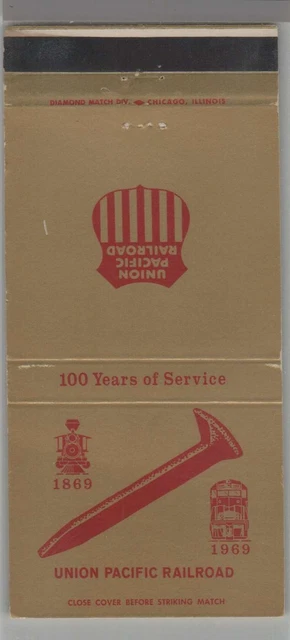 DIAMOND MATCH DIV. CHICAGO, ILLINOIS
UNION
PACIFIC
RAILROAD
100 Years of Service
1869
1969
UNION PACIFIC RAILROAD
CLOSE COVER BEFORE STRIKING MATCH